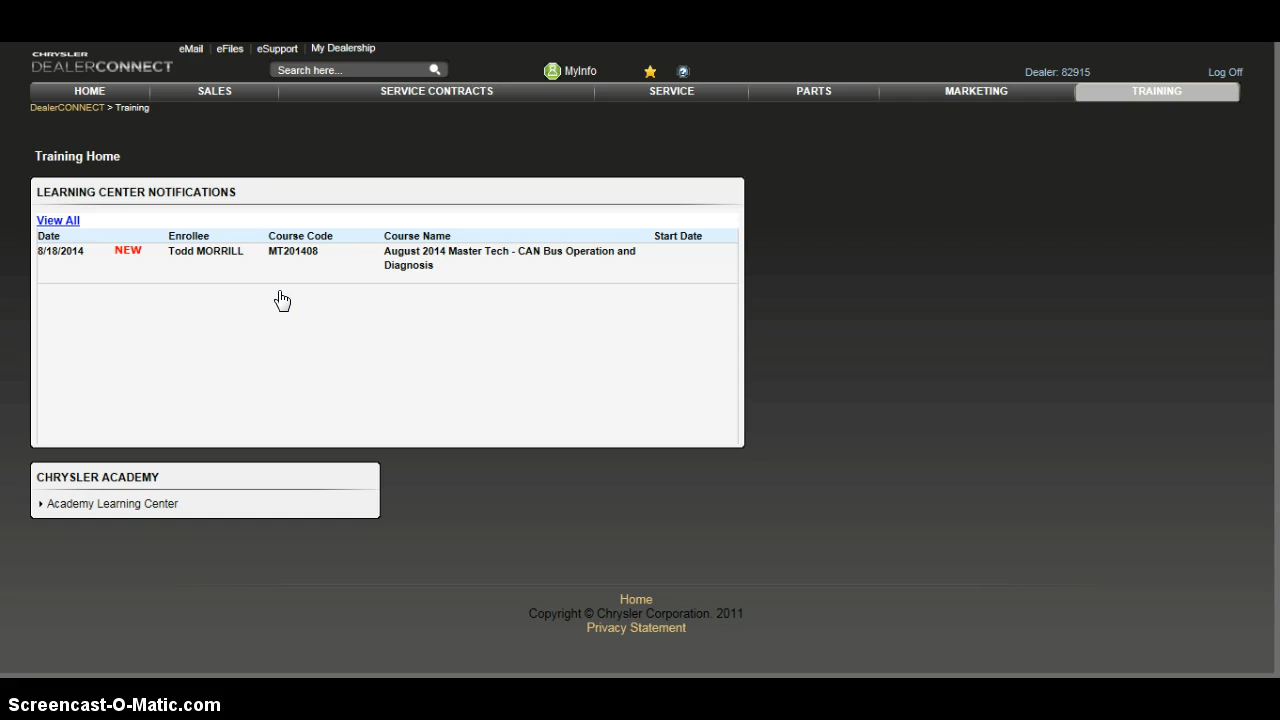 eMail eFiles eSupport My Dealership
CHRYSLER
DEALERCONNECT
Search here...
MyInfo
Dealer: 82915
Log Off
HOME SALES SERVICE CONTRACTS SERVICE PARTS MARKETING TRAINING
DealerCONNECT > Training
Training Home
LEARNING CENTER NOTIFICATIONS
View All
Date Enrollee Course Code Course Name Start Date
8/18/2014 NEW Todd MORRILL MT201408 August 2014 Master Tech - CAN Bus Operation and
Diagnosis
CHRYSLER ACADEMY
Academy Learning Center
Home
Copyright © Chrysler Corporation. 2011
Privacy Statement
Screencast-O-Matic.com